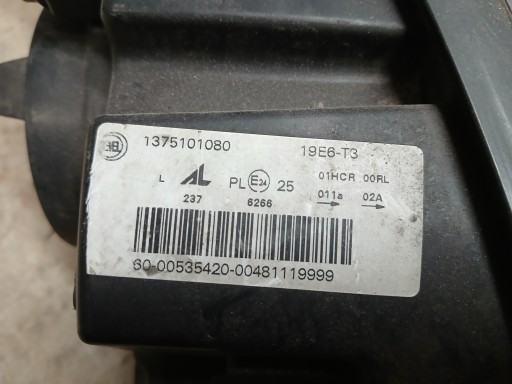 1375101080 19E6-T3
L AL PL E24 25 01HCR 00RL
237 6266 011a 02A
60-00535420-00481119999